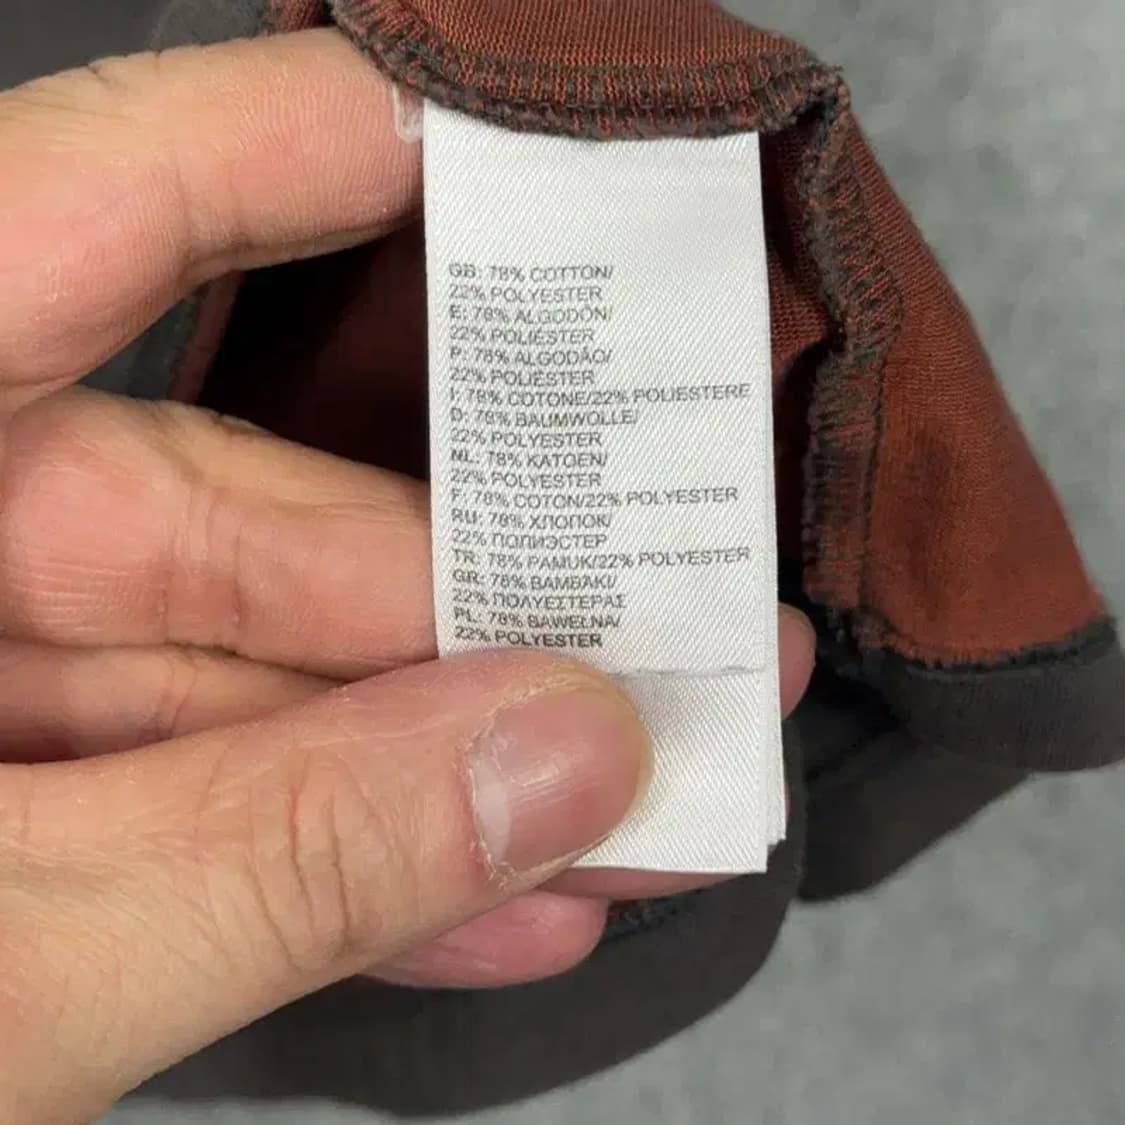 GB: 78% COTTON/
22% POLYESTER
E: 78% ALGODÓN/
22% POLIÉSTER
P: 78% ALGODÃO/
22% POLIÉSTER
I: 78% COTONE/22% POLIESTERE
D: 78% BAUMWOLLE/
22% POLYESTER
NL: 78% KATOEN/
22% POLYESTER
F: 78% COTON/22% POLYESTER
RU: 78% ХЛОПОК/
22% ПОЛИЭСТЕР
TR: 78% PAMUK/22% POLYESTER
GR: 78% ΒΑΜΒΑΚΙ/
22% ΠΟΛΥΕΣΤΕΡΑΣ
PL: 78% BAWEŁNA/
22% POLYESTER